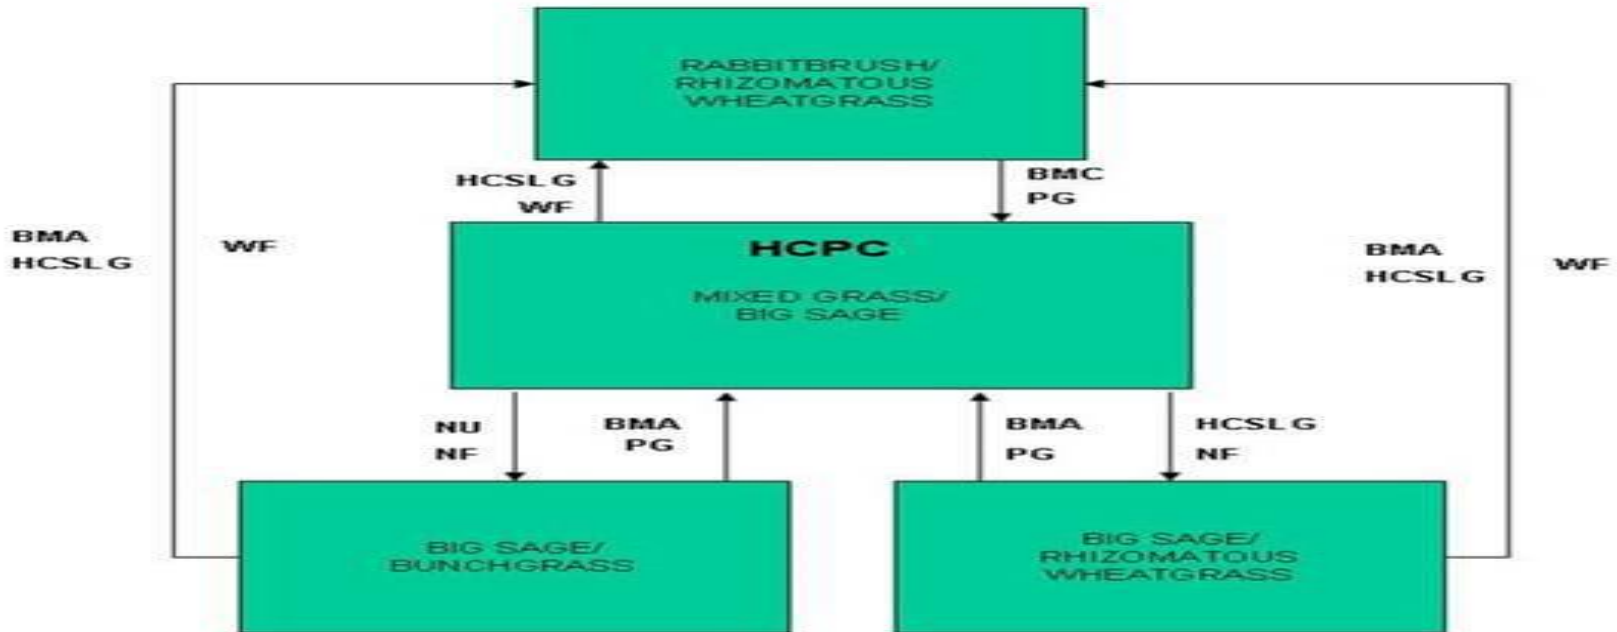 RABBITBRUSH/
RHIZOMATOUS
WHEATGRASS
HCSLG
WF
BMC
PG
BMA
HCSLG
WF
HCPC
MIXED GRASS/
BIG SAGE
BMA
HCSLG
WF
NU
NF
BMA
PG
BMA
PG
HCSLG
NF
BIG SAGE/
BUNCHGRASS
BIG SAGE/
RHIZOMATOUS
WHEATGRASS